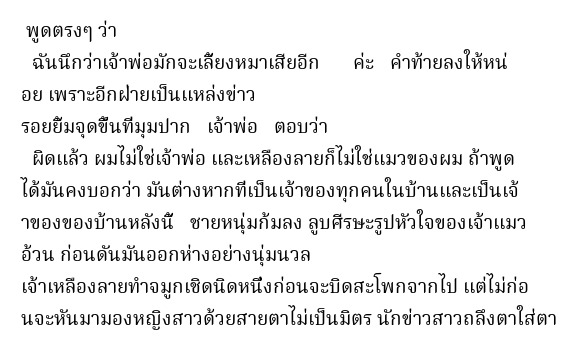 พูดตรงๆ ว่า
ฉันนึกว่าเจ้าพ่อมักจะเลี้ยงหมาเสียอีก ค่ะ คำท้ายลงให้หน่
อย เพราะอีกฝ่ายเป็นแหล่งข่าว
รอยยิ้มจุดขึ้นที่มุมปาก เจ้าพ่อ ตอบว่า
ผิดแล้ว ผมไม่ใช่เจ้าพ่อ และเหลืองลายก็ไม่ใช่แมวของผม ถ้าพูด
ได้มันคงบอกว่า มันต่างหากที่เป็นเจ้าของทุกคนในบ้านและเป็นเจ้
าของของบ้านหลังนี้ ชายหนุ่มก้มลง ลูบศีรษะรูปหัวใจของเจ้าแมว
อ้วน ก่อนดันมันออกห่างอย่างนุ่มนวล
เจ้าเหลืองลายทำจมูกเชิดนิดหนึ่งก่อนจะบิดสะโพกจากไป แต่ไม่ก่อ
นจะหันมามองหญิงสาวด้วยสายตาไม่เป็นมิตร นักข่าวสาวถลึงตาใส่ตา